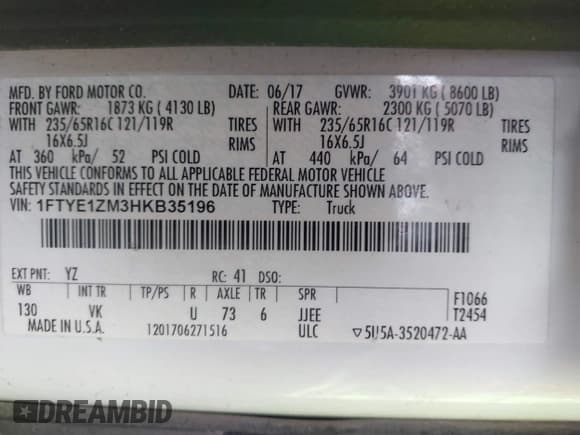 MFD. BY FORD MOTOR CO. DATE: 06/17 GVWR: 3901 KG ( 8600 LB)
FRONT GAWR: 1873 KG ( 4130 LB) REAR GAWR: 2300 KG ( 5070 LB)
WITH 235/65R16C 121/119R TIRES WITH 235/65R16C 121/119R TIRES
16X6.5J RIMS 16X6.5J RIMS
AT 360 kPa/ 52 PSI COLD AT 440 kPa/ 64 PSI COLD
THIS VEHICLE CONFORMS TO ALL APPLICABLE FEDERAL MOTOR VEHICLE
SAFETY STANDARDS IN EFFECT ON THE DATE OF MANUFACTURE SHOWN ABOVE.
VIN: 1FTYE1ZM3HKB35196 TYPE: Truck
EXT PNT: YZ RC: 41 DSO:
WB INT TR TP/PS R AXLE TR SPR F1066
130 VK U 73 6 JJEE T2454
MADE IN U.S.A. 1201706271516 ULC ▽5U5A-3520472-AA
DREAMBID